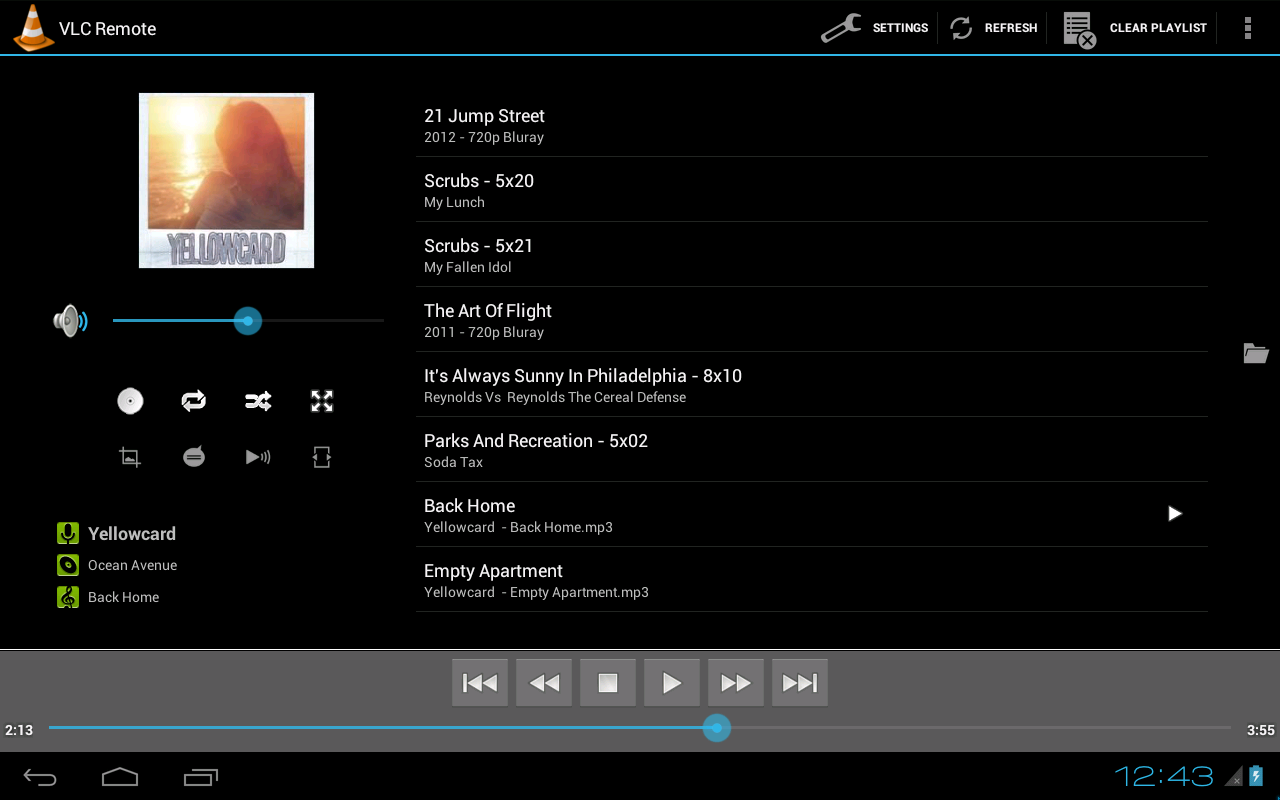 VLC Remote
SETTINGS
REFRESH
CLEAR PLAYLIST
YELLOWCARD
21 Jump Street
2012 - 720p Bluray
Scrubs - 5x20
My Lunch
Scrubs - 5x21
My Fallen Idol
The Art Of Flight
2011 - 720p Bluray
It's Always Sunny In Philadelphia - 8x10
Reynolds Vs  Reynolds The Cereal Defense
Parks And Recreation - 5x02
Soda Tax
Back Home
Yellowcard  - Back Home.mp3
Empty Apartment
Yellowcard  - Empty Apartment.mp3
Yellowcard
Ocean Avenue
Back Home
2:13
3:55
12:43